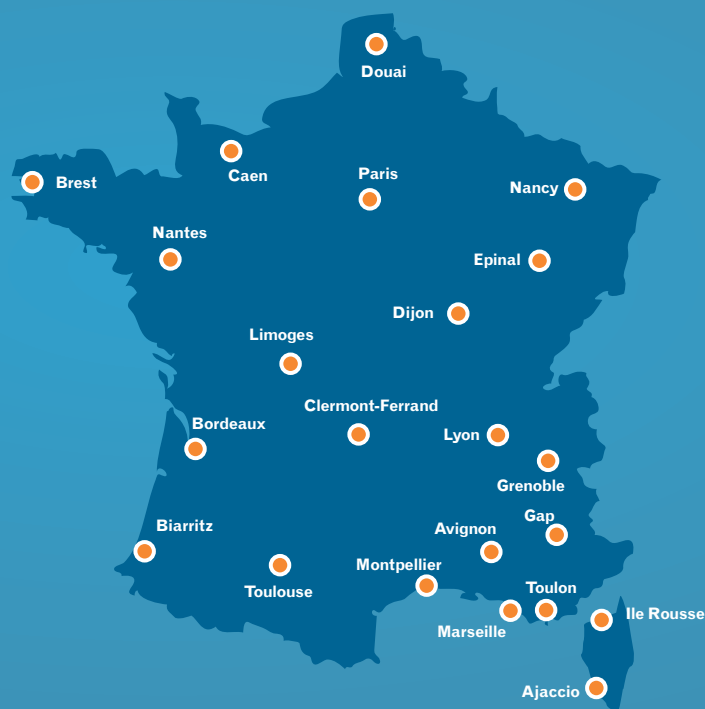 Douai
Caen
Paris
Brest
Nancy
Nantes
Epinal
Dijon
Limoges
Clermont-Ferrand
Bordeaux
Lyon
Grenoble
Gap
Biarritz
Avignon
Montpellier
Toulouse
Toulon
Ile Rousse
Marseille
Ajaccio